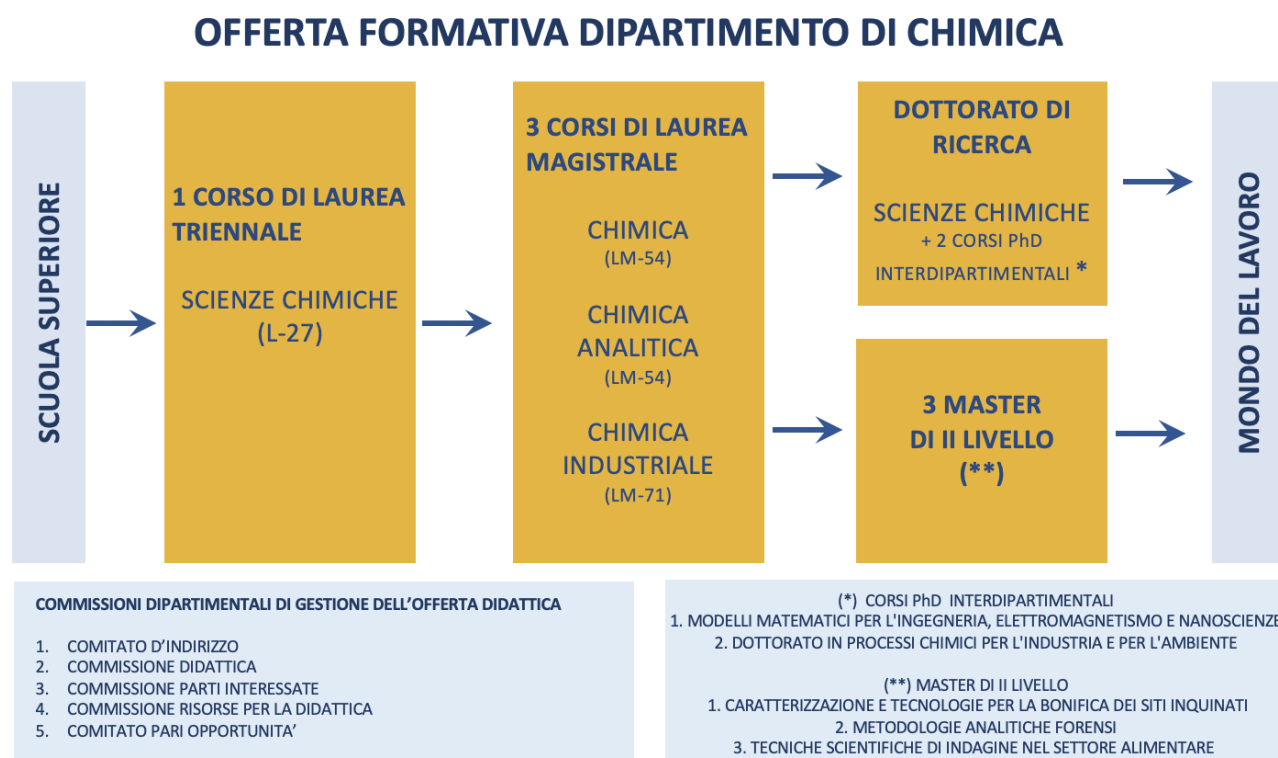 OFFERTA FORMATIVA DIPARTIMENTO DI CHIMICA
SCUOLA SUPERIORE
1 CORSO DI LAUREA
TRIENNALE
SCIENZE CHIMICHE
(L-27)
3 CORSI DI LAUREA
MAGISTRALE
CHIMICA
(LM-54)
CHIMICA
ANALITICA
(LM-54)
CHIMICA
INDUSTRIALE
(LM-71)
DOTTORATO DI
RICERCA
SCIENZE CHIMICHE
+ 2 CORSI PhD
INTERDIPARTIMENTALI *
3 MASTER
DI II LIVELLO
(**)
MONDO DEL LAVORO
COMMISSIONI DIPARTIMENTALI DI GESTIONE DELL’OFFERTA DIDATTICA
1. COMITATO D’INDIRIZZO
2. COMMISSIONE DIDATTICA
3. COMMISSIONE PARTI INTERESSATE
4. COMMISSIONE RISORSE PER LA DIDATTICA
5. COMITATO PARI OPPORTUNITA’
(*) CORSI PhD INTERDIPARTIMENTALI
1. MODELLI MATEMATICI PER L'INGEGNERIA, ELETTROMAGNETISMO E NANOSCIENZE
2. DOTTORATO IN PROCESSI CHIMICI PER L'INDUSTRIA E PER L'AMBIENTE
(**) MASTER DI II LIVELLO
1. CARATTERIZZAZIONE E TECNOLOGIE PER LA BONIFICA DEI SITI INQUINATI
2. METODOLOGIE ANALITICHE FORENSI
3. TECNICHE SCIENTIFICHE DI INDAGINE NEL SETTORE ALIMENTARE